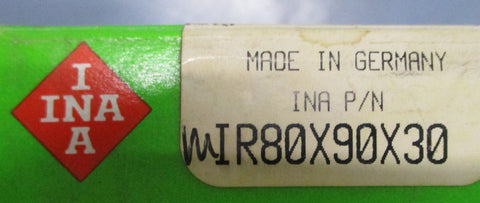 I
INA
A
MADE IN GERMANY
INA P/N
IR80X90X30